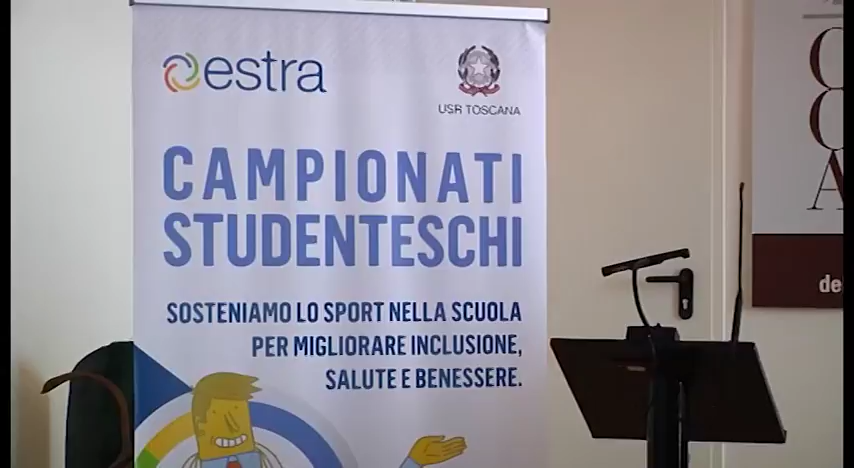 estra
USR TOSCANA
CAMPIONATI
STUDENTESCHI
SOSTENIAMO LO SPORT NELLA SCUOLA
PER MIGLIORARE INCLUSIONE,
SALUTE E BENESSERE.